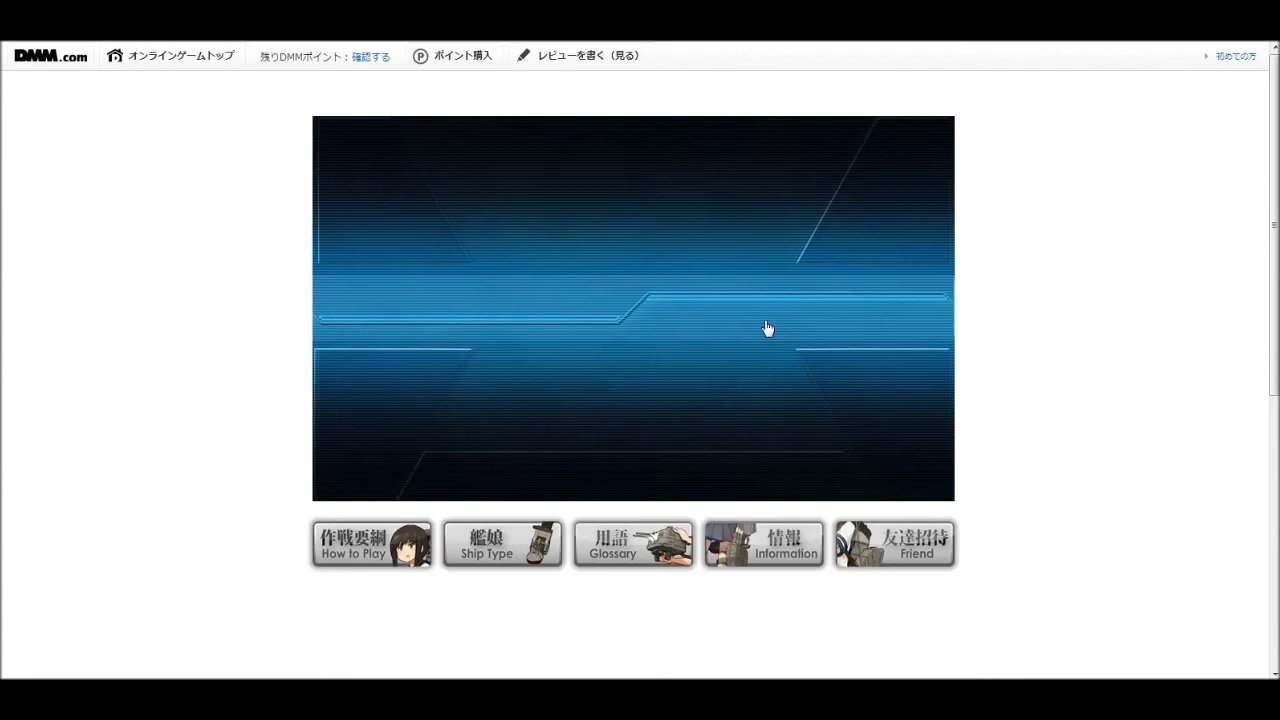 DMM.com
オンラインゲームトップ
残りDMMポイント：確認する
ポイント購入
レビューを書く（見る）
初めての方
作戦要綱
How to Play
艦娘
Ship Type
用語
Glossary
情報
Information
友達招待
Friend